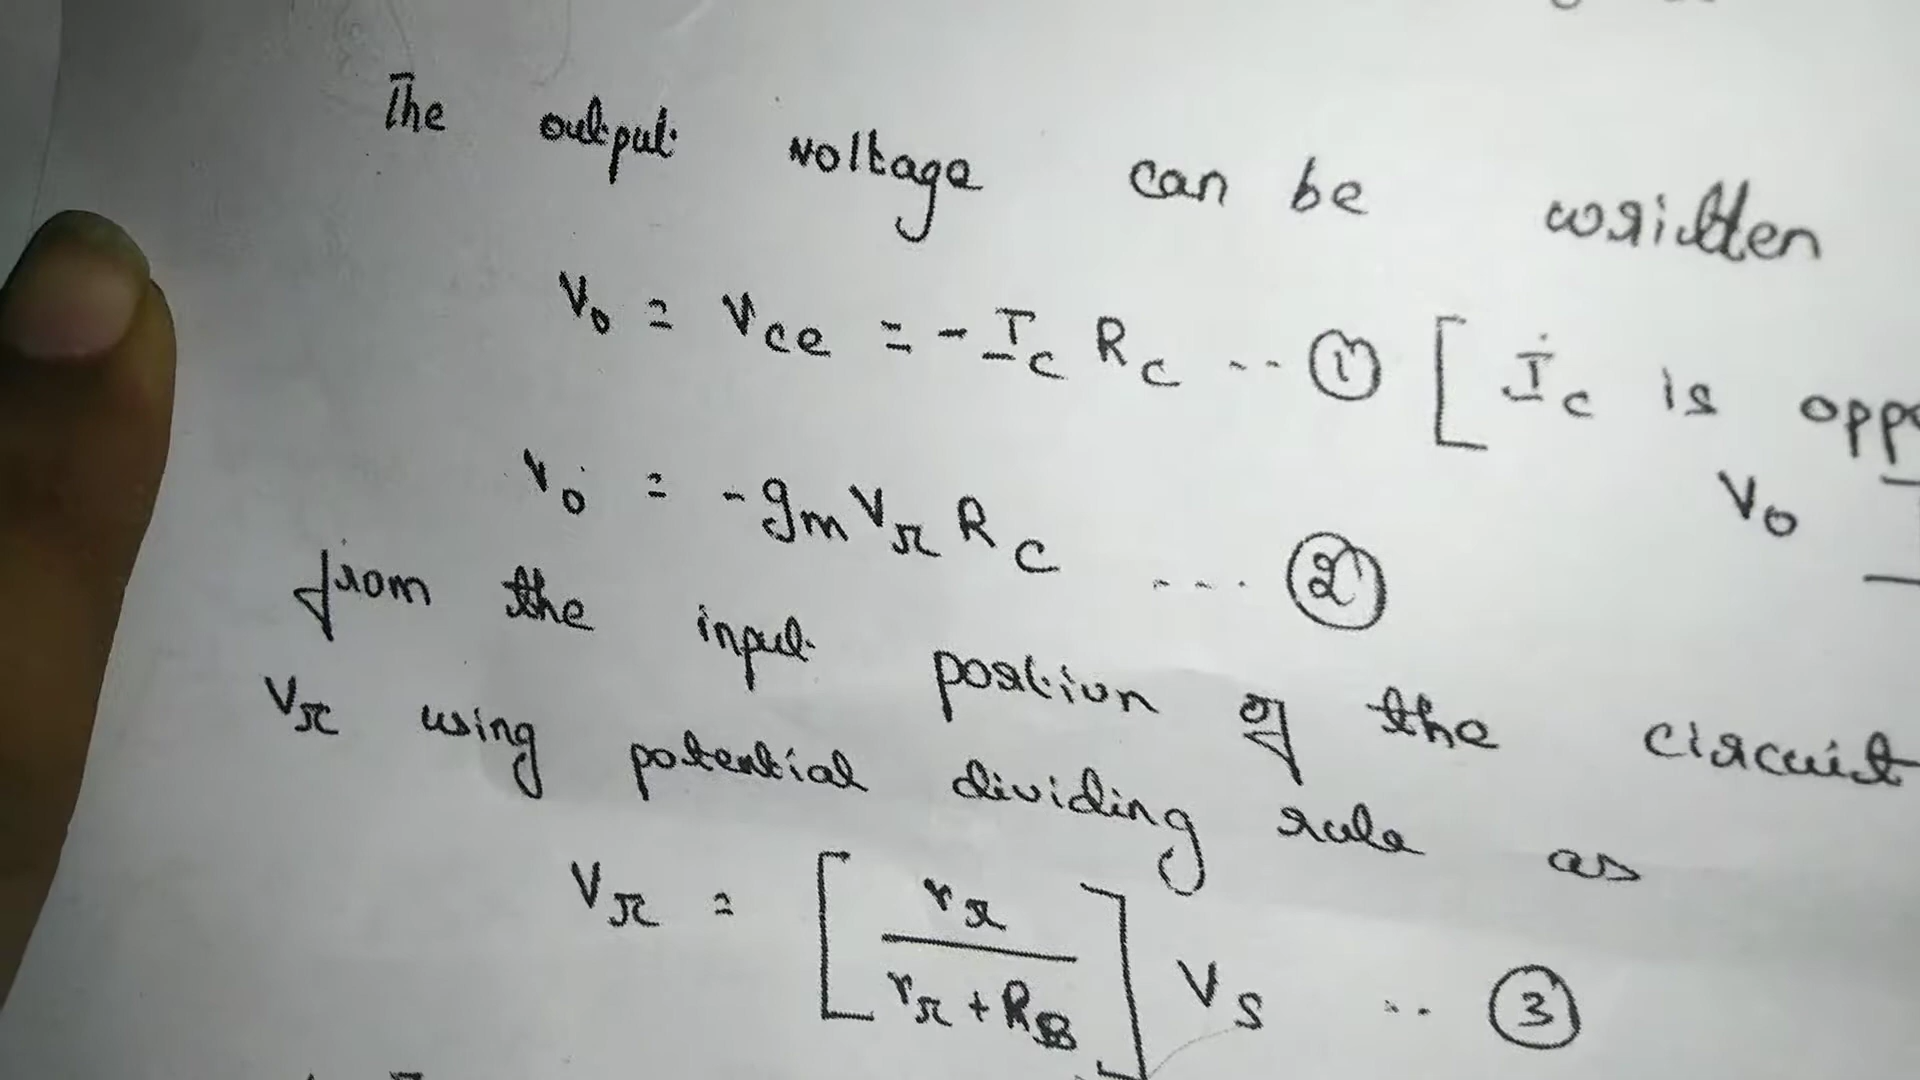 The output voltage can be written
V₀ = Vce = -Ic Rc -- ① [Ic is
V₀ = -gm Vπ Rc ---- ②
V₀
from the input portion of the circuit
Vπ using potential dividing rule as
Vπ = [rπ / (rπ + RB)] Vs -- ③